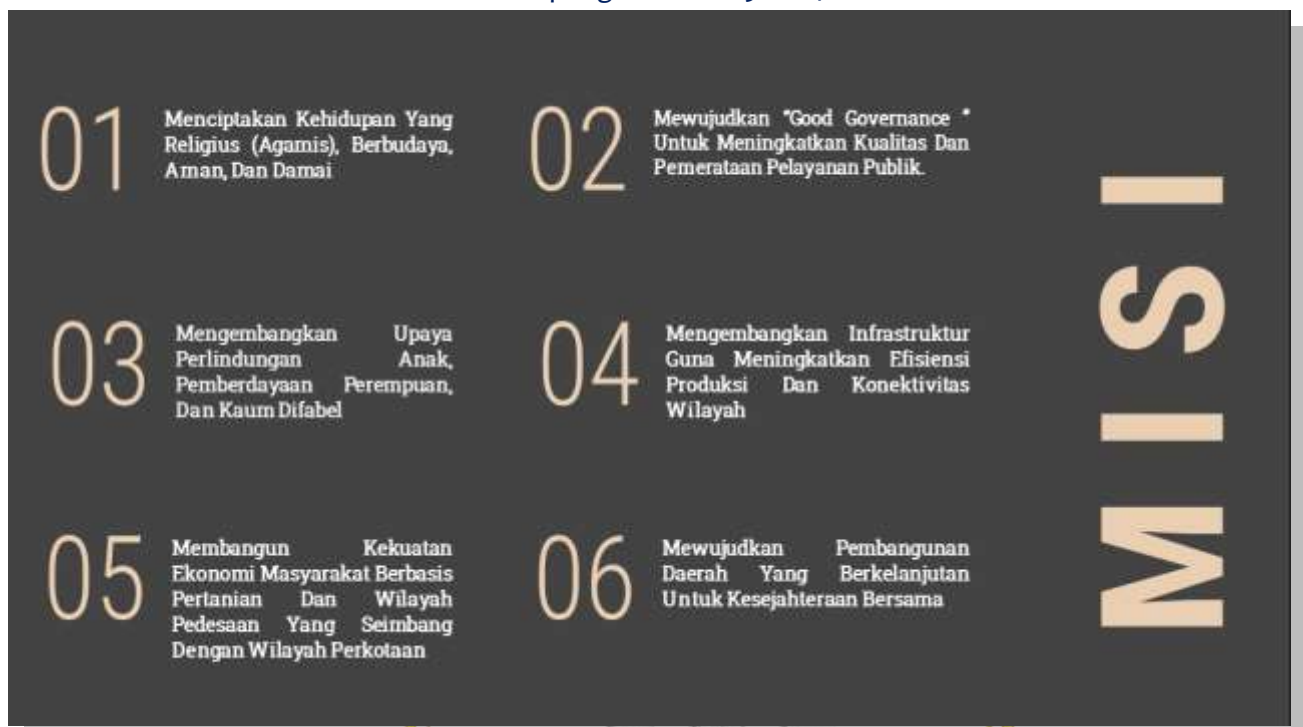 01
Menciptakan Kehidupan Yang
Religius (Agamis), Berbudaya,
Aman, Dan Damai
02
Mewujudkan "Good Governance "
Untuk Meningkatkan Kualitas Dan
Pemerataan Pelayanan Publik.
03
Mengembangkan Upaya
Perlindungan Anak,
Pemberdayaan Perempuan,
Dan Kaum Difabel
04
Mengembangkan Infrastruktur
Guna Meningkatkan Efisiensi
Produksi Dan Konektivitas
Wilayah
05
Membangun Kekuatan
Ekonomi Masyarakat Berbasis
Pertanian Dan Wilayah
Pedesaan Yang Seimbang
Dengan Wilayah Perkotaan
06
Mewujudkan Pembangunan
Daerah Yang Berkelanjutan
Untuk Kesejahteraan Bersama
MISI